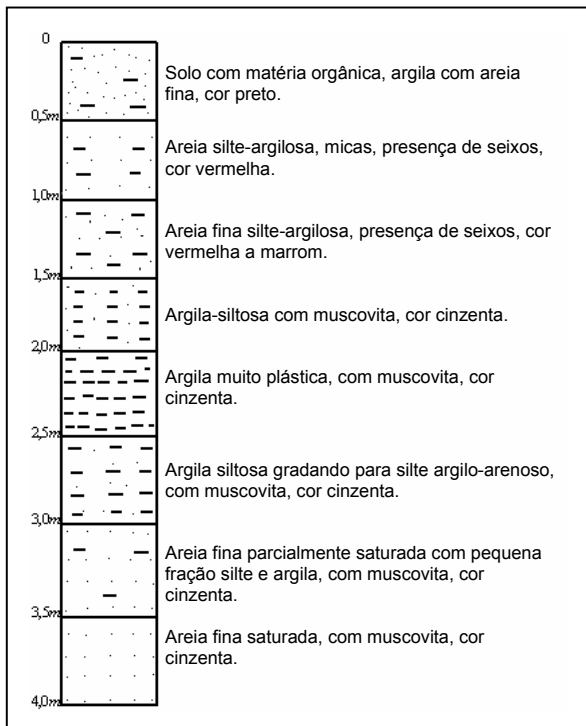 0
Solo com matéria orgânica, argila com areia
fina, cor preto.
0,5m
Areia silte-argilosa, micas, presença de seixos,
cor vermelha.
1,0m
Areia fina silte-argilosa, presença de seixos, cor
vermelha a marrom.
1,5m
Argila-siltosa com muscovita, cor cinzenta.
2,0m
Argila muito plástica, com muscovita, cor
cinzenta.
2,5m
Argila siltosa gradando para silte argilo-arenoso,
com muscovita, cor cinzenta.
3,0m
Areia fina parcialmente saturada com pequena
fração silte e argila, com muscovita, cor
cinzenta.
3,5m
Areia fina saturada, com muscovita, cor
cinzenta.
4,0m